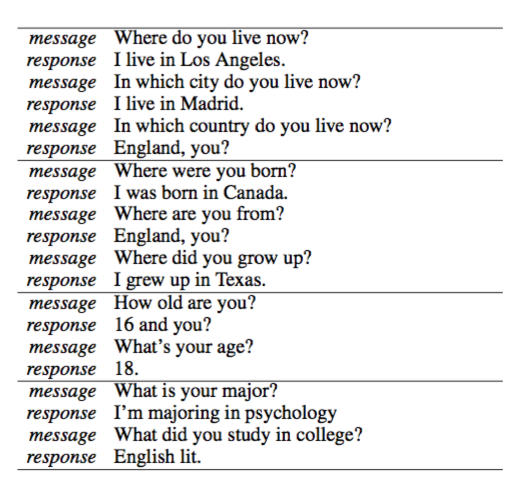 message Where do you live now?
response I live in Los Angeles.
message In which city do you live now?
response I live in Madrid.
message In which country do you live now?
response England, you?
message Where were you born?
response I was born in Canada.
message Where are you from?
response England, you?
message Where did you grow up?
response I grew up in Texas.
message How old are you?
response 16 and you?
message What's your age?
response 18.
message What is your major?
response I'm majoring in psychology
message What did you study in college?
response English lit.